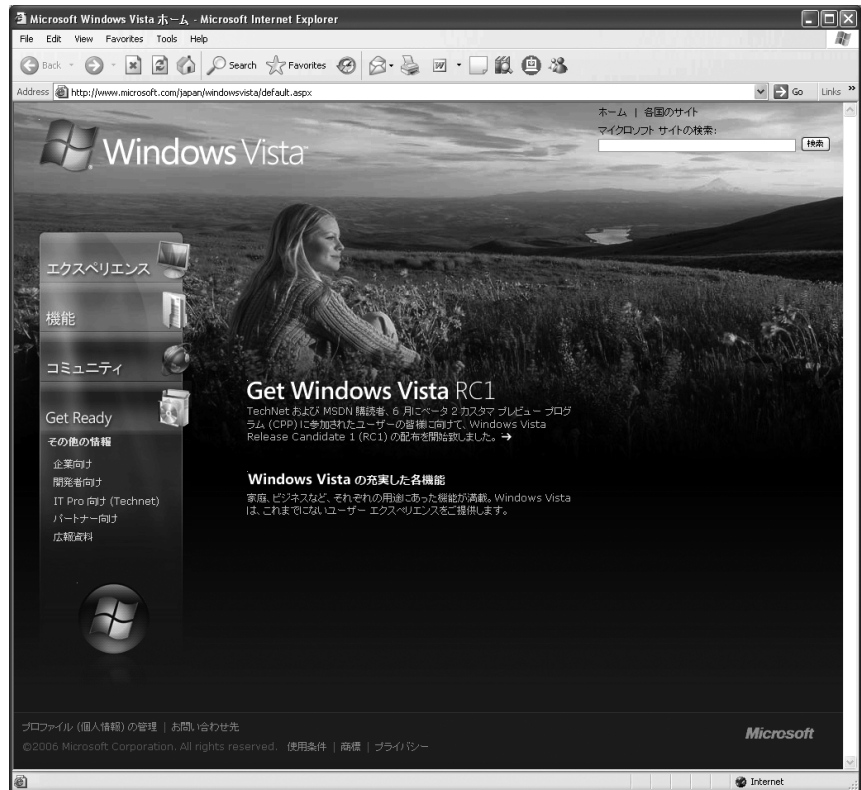 Microsoft Windows Vista ホーム - Microsoft Internet Explorer
File Edit View Favorites Tools Help
Back Search Favorites
Address http://www.microsoft.com/japan/windowsvista/default.aspx Go Links »
ホーム | 各国のサイト
マイクロソフト サイトの検索:
検索
Windows Vista™
エクスペリエンス
機能
コミュニティ
Get Ready
その他の情報
企業向け
開発者向け
IT Pro 向け (Technet)
パートナー向け
広報資料
Get Windows Vista RC1
TechNet および MSDN 購読者、6 月にベータ 2 カスタマ プレビュー プログ
ラム (CPP) に参加されたユーザーの皆様に向けて、Windows Vista
Release Candidate 1 (RC1) の配布を開始致しました。➔
Windows Vista の充実した各機能
家庭、ビジネスなど、それぞれの用途にあった機能が満載。Windows Vista
は、これまでにないユーザー エクスペリエンスをご提供します。
プロファイル (個人情報) の管理 | お問い合わせ先
©2006 Microsoft Corporation. All rights reserved. 使用条件 | 商標 | プライバシー
Microsoft
Internet